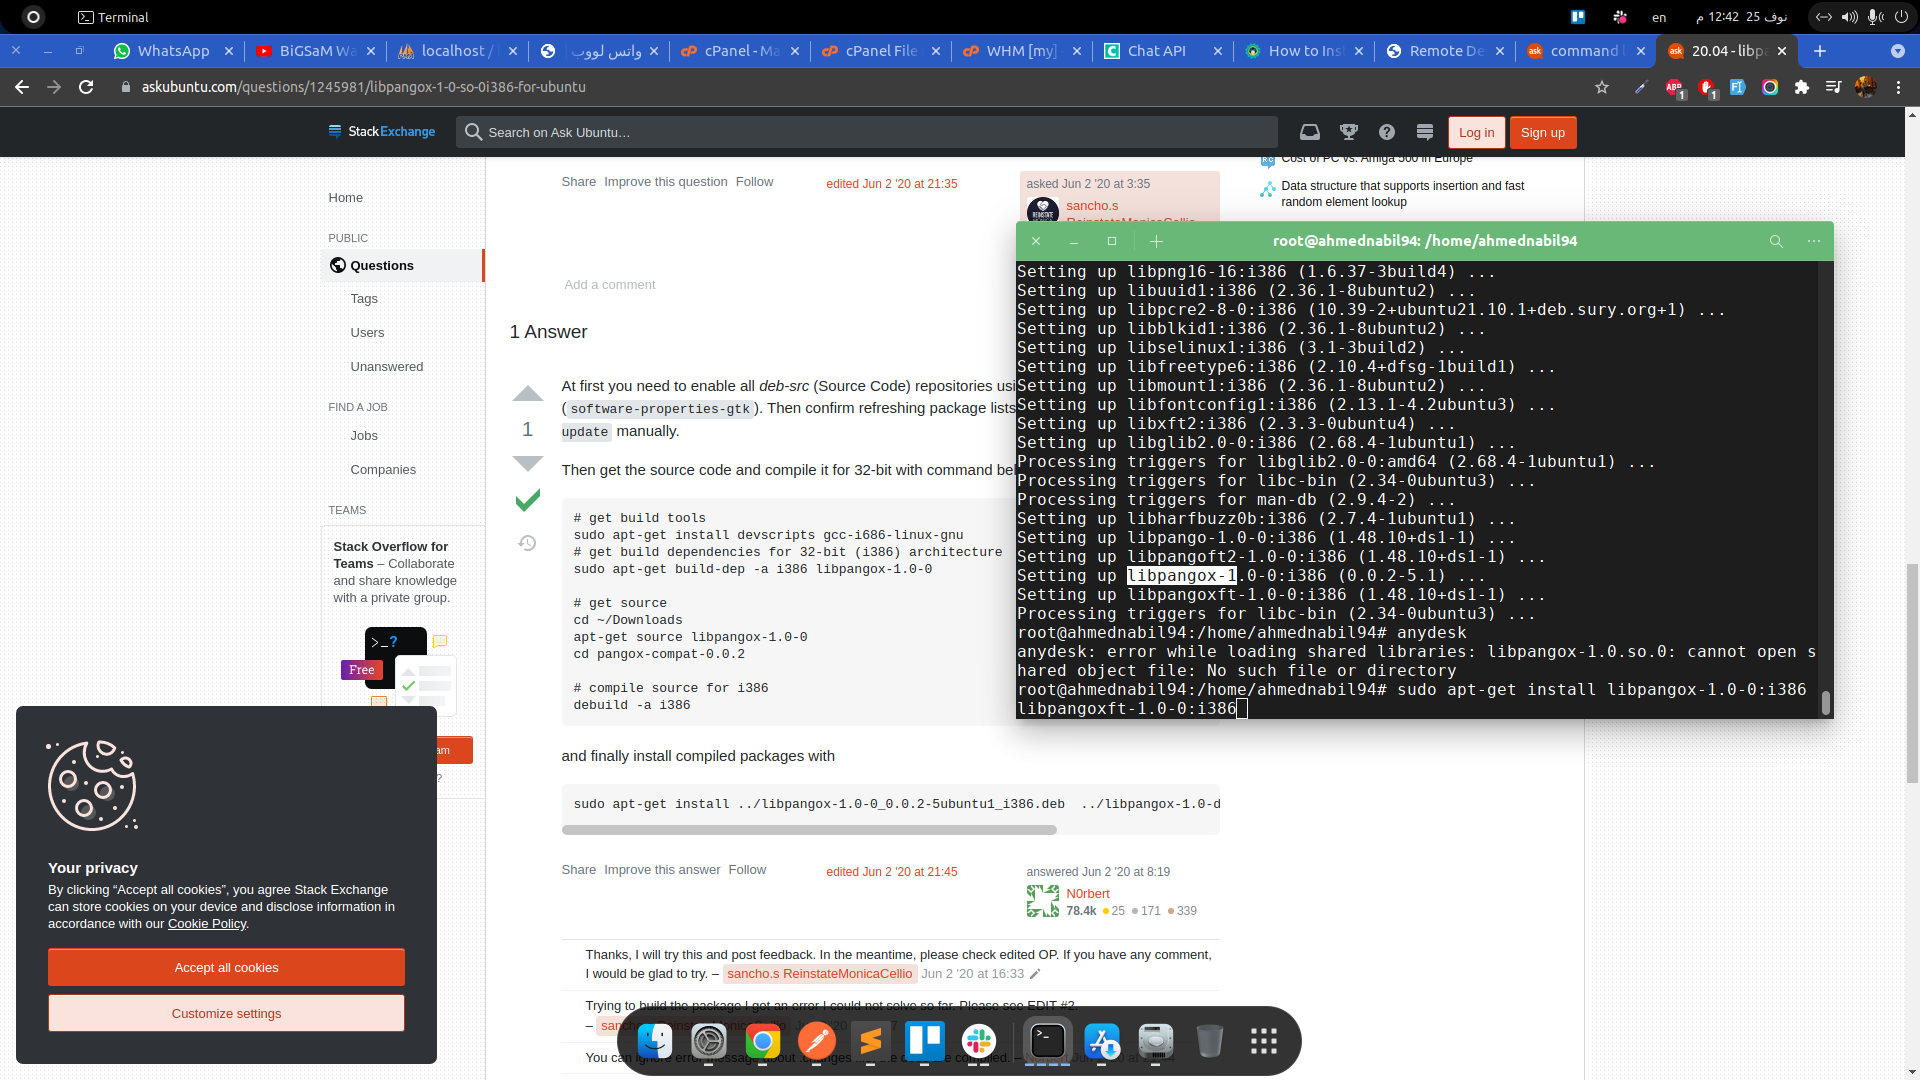 Terminal
en
م 12:42 25 نوف
WhatsApp
BiGSaM Wa
localhost /
واتس لووب |
cPanel - Ma
cPanel File
WHM [my]
Chat API
How to Ins
Remote De
command l
20.04 - libp
askubuntu.com/questions/1245981/libpangox-1-0-so-0i386-for-ubuntu
ABP 1
1
StackExchange
Search on Ask Ubuntu…
Log in
Sign up
Home
PUBLIC
Questions
Tags
Users
Unanswered
FIND A JOB
Jobs
Companies
TEAMS
Stack Overflow for
Teams – Collaborate
and share knowledge
with a private group.
>_?
Free
am
?
Share Improve this question Follow
edited Jun 2 '20 at 21:35
asked Jun 2 '20 at 3:35
REINSTATE
sancho.s
ReinstateMonicaCellio
Cost of PC vs. Amiga 500 in Europe
Data structure that supports insertion and fast
random element lookup
Add a comment
1 Answer
1
At first you need to enable all deb-src (Source Code) repositories usi
(software-properties-gtk). Then confirm refreshing package lists
update manually.
Then get the source code and compile it for 32-bit with command bel
# get build tools
sudo apt-get install devscripts gcc-i686-linux-gnu
# get build dependencies for 32-bit (i386) architecture
sudo apt-get build-dep -a i386 libpangox-1.0-0
# get source
cd ~/Downloads
apt-get source libpangox-1.0-0
cd pangox-compat-0.0.2
# compile source for i386
debuild -a i386
and finally install compiled packages with
sudo apt-get install ../libpangox-1.0-0_0.0.2-5ubuntu1_i386.deb ../libpangox-1.0-d
Share Improve this answer Follow
edited Jun 2 '20 at 21:45
answered Jun 2 '20 at 8:19
N0rbert
78.4k 25 171 339
Thanks, I will try this and post feedback. In the meantime, please check edited OP. If you have any comment,
I would be glad to try. – sancho.s ReinstateMonicaCellio Jun 2 '20 at 16:33
Trying to build the package I got an error I could not solve so far. Please see EDIT #2.
You can ignore error message about .changes
root@ahmednabil94: /home/ahmednabil94
Setting up libpng16-16:i386 (1.6.37-3build4) ...
Setting up libuuid1:i386 (2.36.1-8ubuntu2) ...
Setting up libpcre2-8-0:i386 (10.39-2+ubuntu21.10.1+deb.sury.org+1) ...
Setting up libblkid1:i386 (2.36.1-8ubuntu2) ...
Setting up libselinux1:i386 (3.1-3build2) ...
Setting up libfreetype6:i386 (2.10.4+dfsg-1build1) ...
Setting up libmount1:i386 (2.36.1-8ubuntu2) ...
Setting up libfontconfig1:i386 (2.13.1-4.2ubuntu3) ...
Setting up libxft2:i386 (2.3.3-0ubuntu4) ...
Setting up libglib2.0-0:i386 (2.68.4-1ubuntu1) ...
Processing triggers for libglib2.0-0:amd64 (2.68.4-1ubuntu1) ...
Processing triggers for libc-bin (2.34-0ubuntu3) ...
Processing triggers for man-db (2.9.4-2) ...
Setting up libharfbuzz0b:i386 (2.7.4-1ubuntu1) ...
Setting up libpango-1.0-0:i386 (1.48.10+ds1-1) ...
Setting up libpangoft2-1.0-0:i386 (1.48.10+ds1-1) ...
Setting up libpangox-1.0-0:i386 (0.0.2-5.1) ...
Setting up libpangoxft-1.0-0:i386 (1.48.10+ds1-1) ...
Processing triggers for libc-bin (2.34-0ubuntu3) ...
root@ahmednabil94:/home/ahmednabil94# anydesk
anydesk: error while loading shared libraries: libpangox-1.0.so.0: cannot open s
hared object file: No such file or directory
root@ahmednabil94:/home/ahmednabil94# sudo apt-get install libpangox-1.0-0:i386
libpangoxft-1.0-0:i386
Your privacy
By clicking “Accept all cookies”, you agree Stack Exchange
can store cookies on your device and disclose information in
accordance with our Cookie Policy.
Accept all cookies
Customize settings